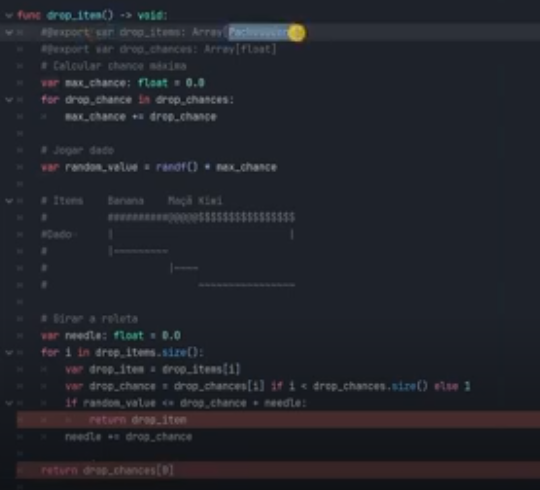 func drop_item() -> void:
#@export var drop_items: Array[PackedScene]
#@export var drop_chances: Array[float]
# Calcular chance máxima
var max_chance: float = 0.0
for drop_chance in drop_chances:
max_chance += drop_chance
# Jogar dado
var random_value = randf() * max_chance
# Items    Banana    Maçã Kiwi
#          ##########@@@@@$$$$$$$$$$$$$$$$
#Dado-     |                              |
#          |---------
#                    |----
#                         ----------------
# Girar a roleta
var needle: float = 0.0
for i in drop_items.size():
var drop_item = drop_items[i]
var drop_chance = drop_chances[i] if i < drop_chances.size() else 1
if random_value <= drop_chance + needle:
return drop_item
needle += drop_chance
return drop_chances[0]